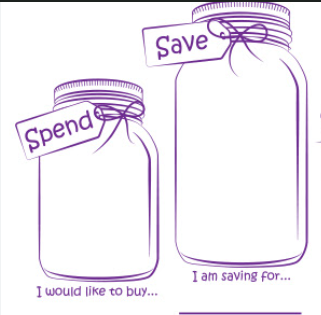 Save
Spend
I am saving for...
I would like to buy...